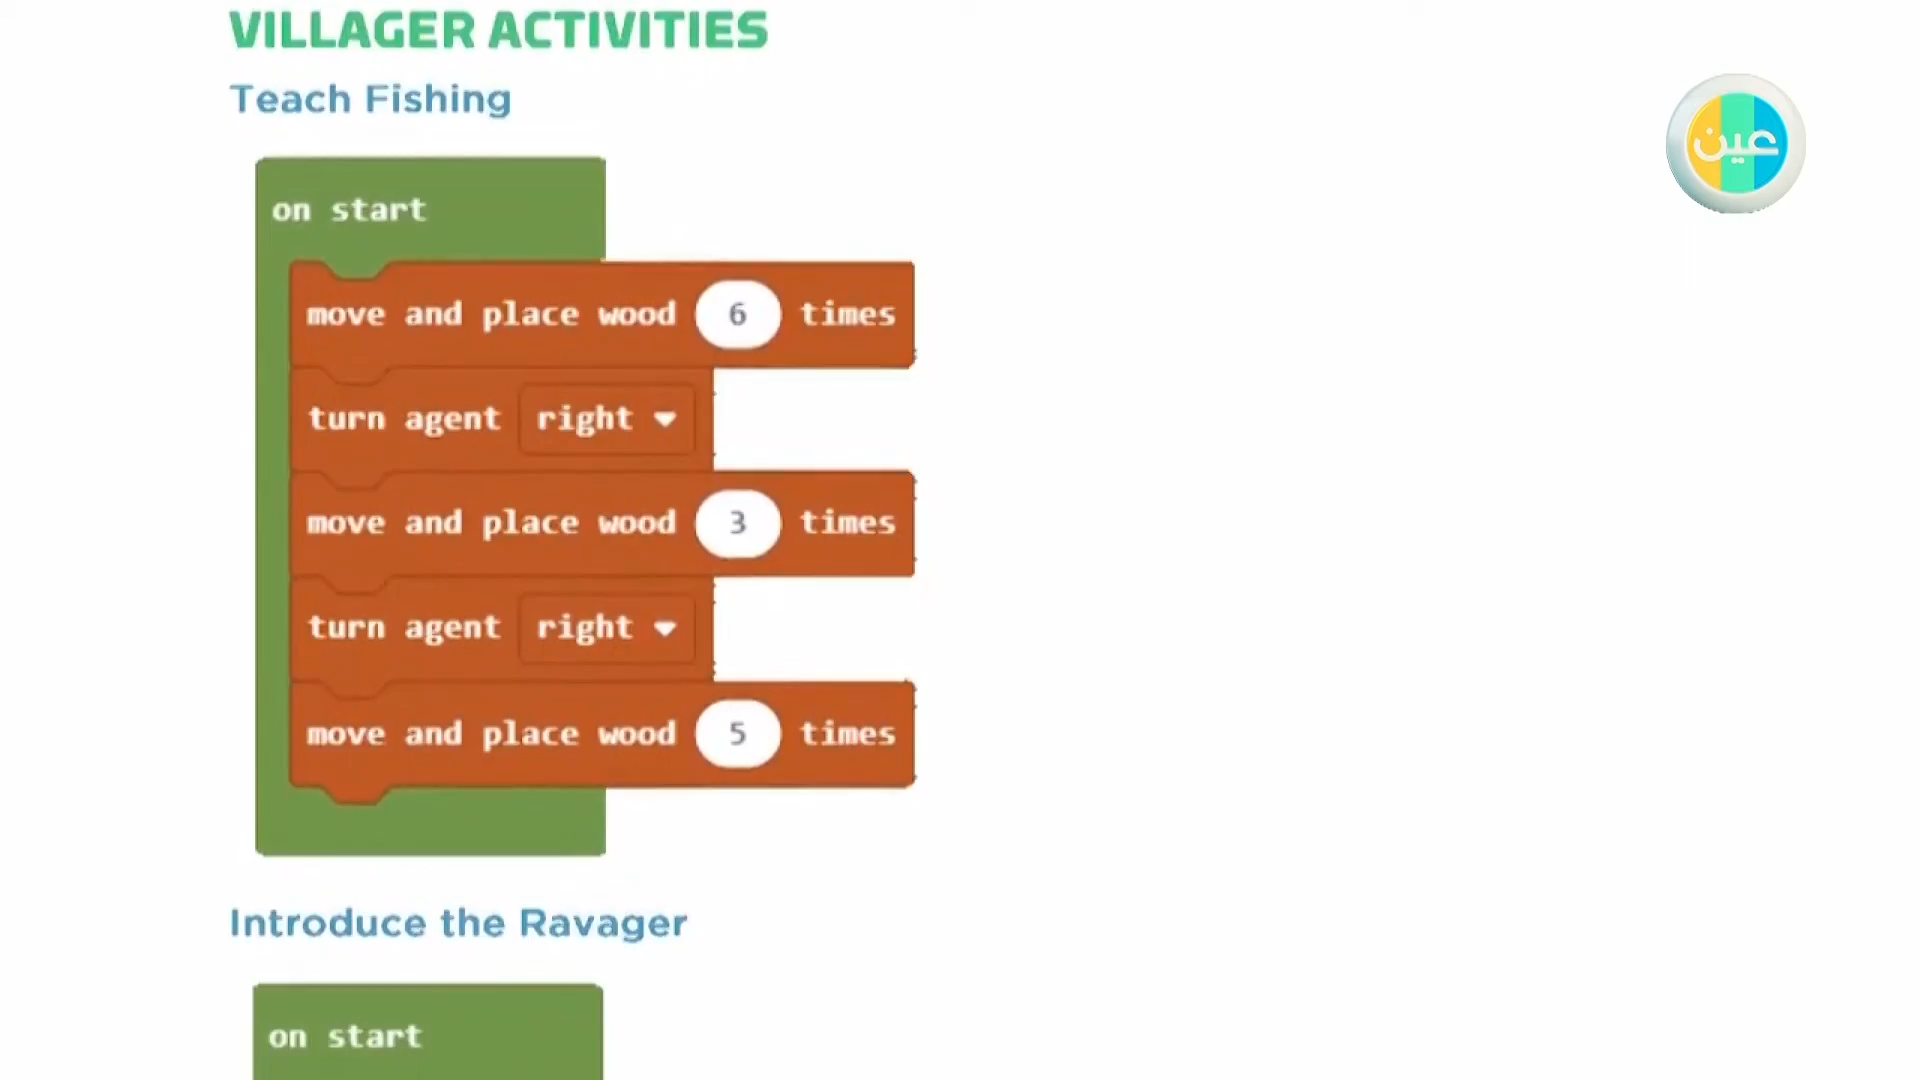 VILLAGER ACTIVITIES
Teach Fishing
عين
on start
move and place wood 6 times
turn agent right
move and place wood 3 times
turn agent right
move and place wood 5 times
Introduce the Ravager
on start